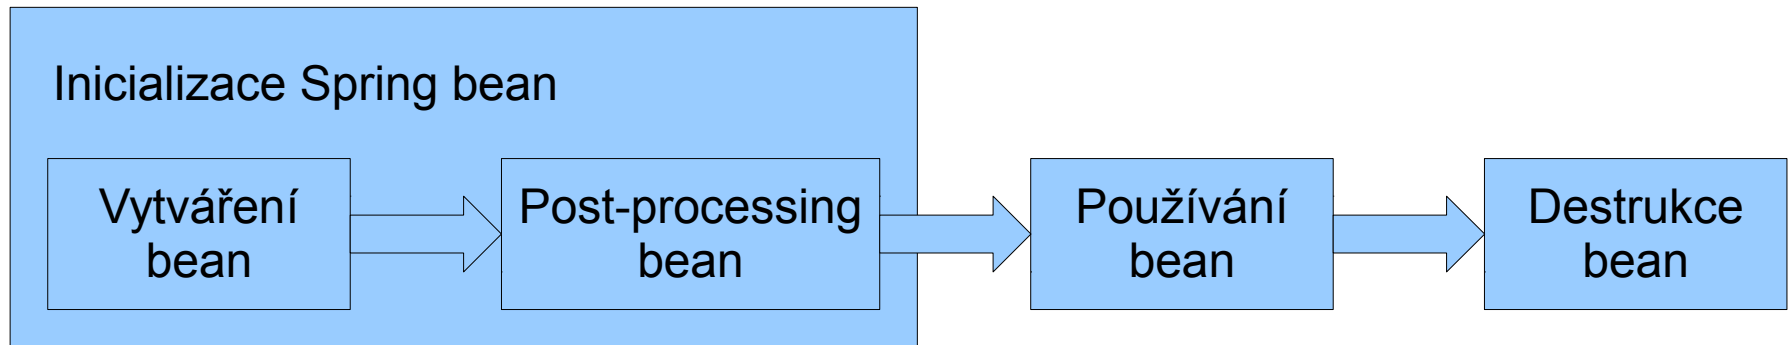 Inicializace Spring bean
Vytváření
bean
Post-processing
bean
Používání
bean
Destrukce
bean